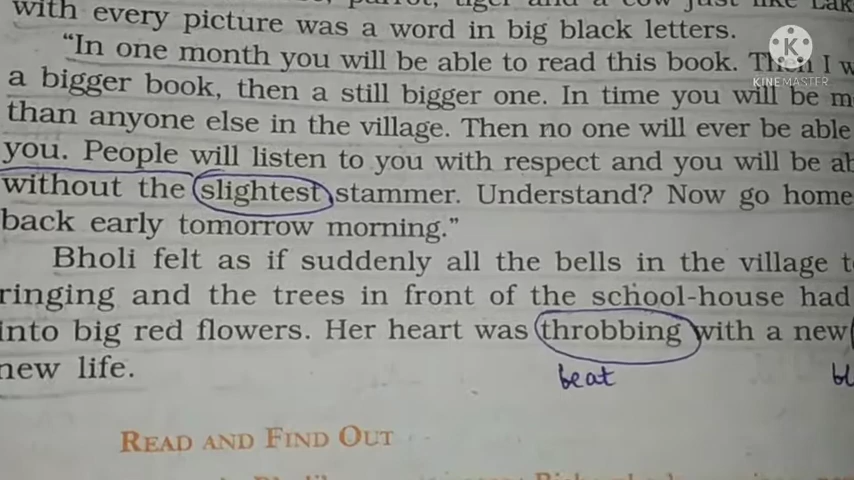 with every picture was a word in big black letters.
"In one month you will be able to read this book. Then I
a bigger book, then a still bigger one. In time you will be
than anyone else in the village. Then no one will ever be able
you. People will listen to you with respect and you will be
without the slightest stammer. Understand? Now go home
back early tomorrow morning."
Bholi felt as if suddenly all the bells in the village
ringing and the trees in front of the school-house had
into big red flowers. Her heart was throbbing with a new
new life.
beat
READ AND FIND OUT
K
KINEMASTER